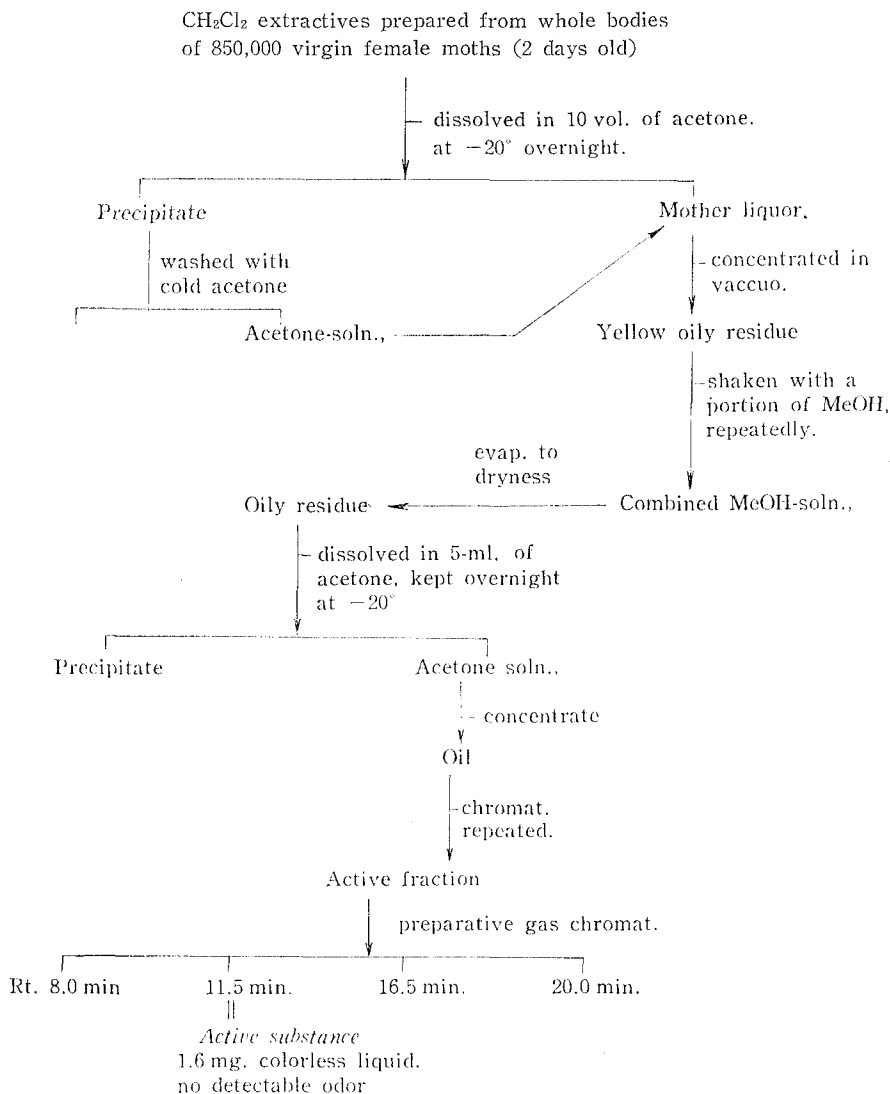 CH₂Cl₂ extractives prepared from whole bodies
of 850,000 virgin female moths (2 days old)
dissolved in 10 vol. of acetone.
at −20° overnight.
Precipitate
Mother liquor.
washed with
cold acetone
concentrated in
vaccuo.
Acetone-soln.,
Yellow oily residue
shaken with a
portion of MeOH,
repeatedly.
evap. to
dryness
Oily residue
Combined MeOH-soln.,
dissolved in 5-ml. of
acetone, kept overnight
at −20°
Precipitate
Acetone soln.,
concentrate
Oil
chromat.
repeated.
Active fraction
preparative gas chromat.
Rt. 8.0 min 11.5 min. 16.5 min. 20.0 min.
Active substance
1.6 mg. colorless liquid.
no detectable odor